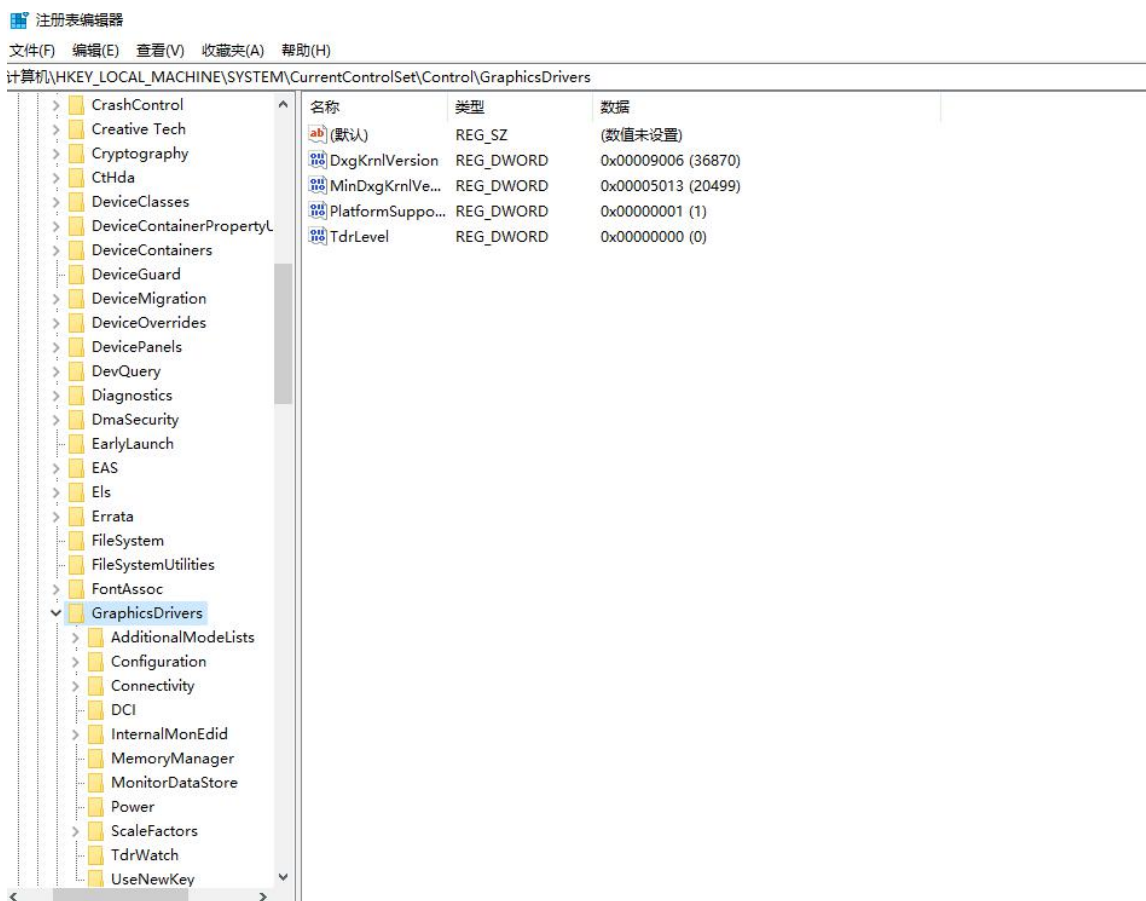 注册表编辑器
文件(F) 编辑(E) 查看(V) 收藏夹(A) 帮助(H)
计算机\HKEY_LOCAL_MACHINE\SYSTEM\CurrentControlSet\Control\GraphicsDrivers
CrashControl
Creative Tech
Cryptography
CtHda
DeviceClasses
DeviceContainerPropertyU
DeviceContainers
DeviceGuard
DeviceMigration
DeviceOverrides
DevicePanels
DevQuery
Diagnostics
DmaSecurity
EarlyLaunch
EAS
Els
Errata
FileSystem
FileSystemUtilities
FontAssoc
GraphicsDrivers
AdditionalModeLists
Configuration
Connectivity
DCI
InternalMonEdid
MemoryManager
MonitorDataStore
Power
ScaleFactors
TdrWatch
UseNewKey
名称 类型 数据
(默认) REG_SZ (数值未设置)
DxgKrnlVersion REG_DWORD 0x00009006 (36870)
MinDxgKrnlVe... REG_DWORD 0x00005013 (20499)
PlatformSuppo... REG_DWORD 0x00000001 (1)
TdrLevel REG_DWORD 0x00000000 (0)